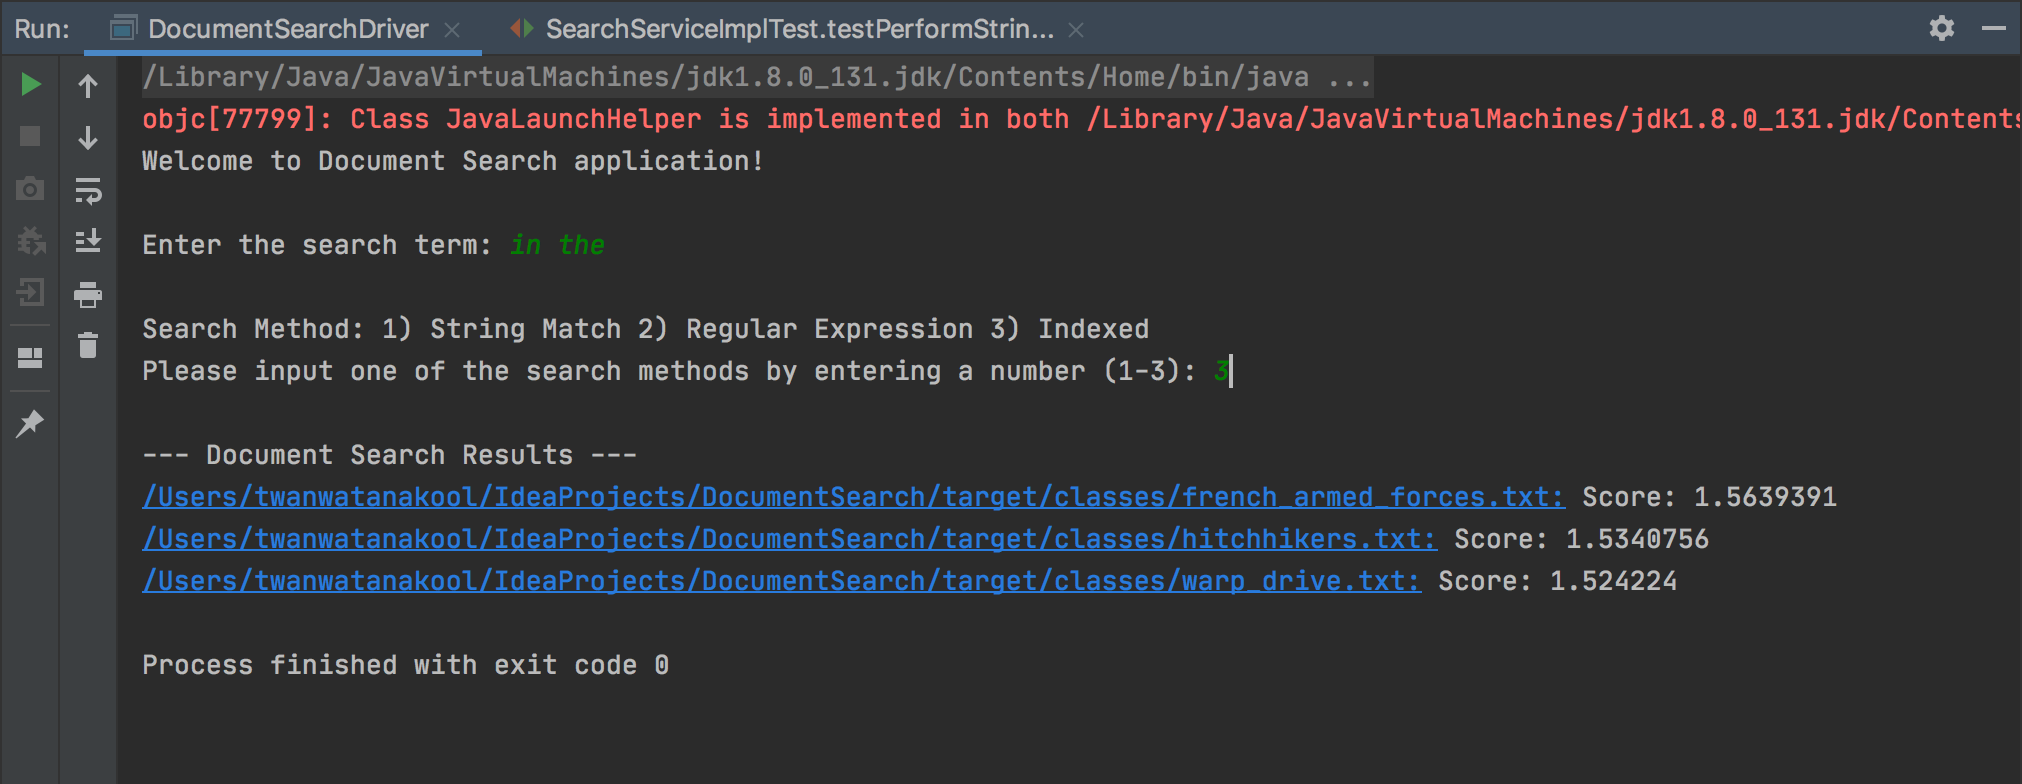 Run: DocumentSearchDriver SearchServiceImplTest.testPerformStrin...
/Library/Java/JavaVirtualMachines/jdk1.8.0_131.jdk/Contents/Home/bin/java ...
objc[77799]: Class JavaLaunchHelper is implemented in both /Library/Java/JavaVirtualMachines/jdk1.8.0_131.jdk/Contents
Welcome to Document Search application!
Enter the search term: in the
Search Method: 1) String Match 2) Regular Expression 3) Indexed
Please input one of the search methods by entering a number (1-3): 3
--- Document Search Results ---
/Users/twanwatanakool/IdeaProjects/DocumentSearch/target/classes/french_armed_forces.txt: Score: 1.5639391
/Users/twanwatanakool/IdeaProjects/DocumentSearch/target/classes/hitchhikers.txt: Score: 1.5340756
/Users/twanwatanakool/IdeaProjects/DocumentSearch/target/classes/warp_drive.txt: Score: 1.524224
Process finished with exit code 0